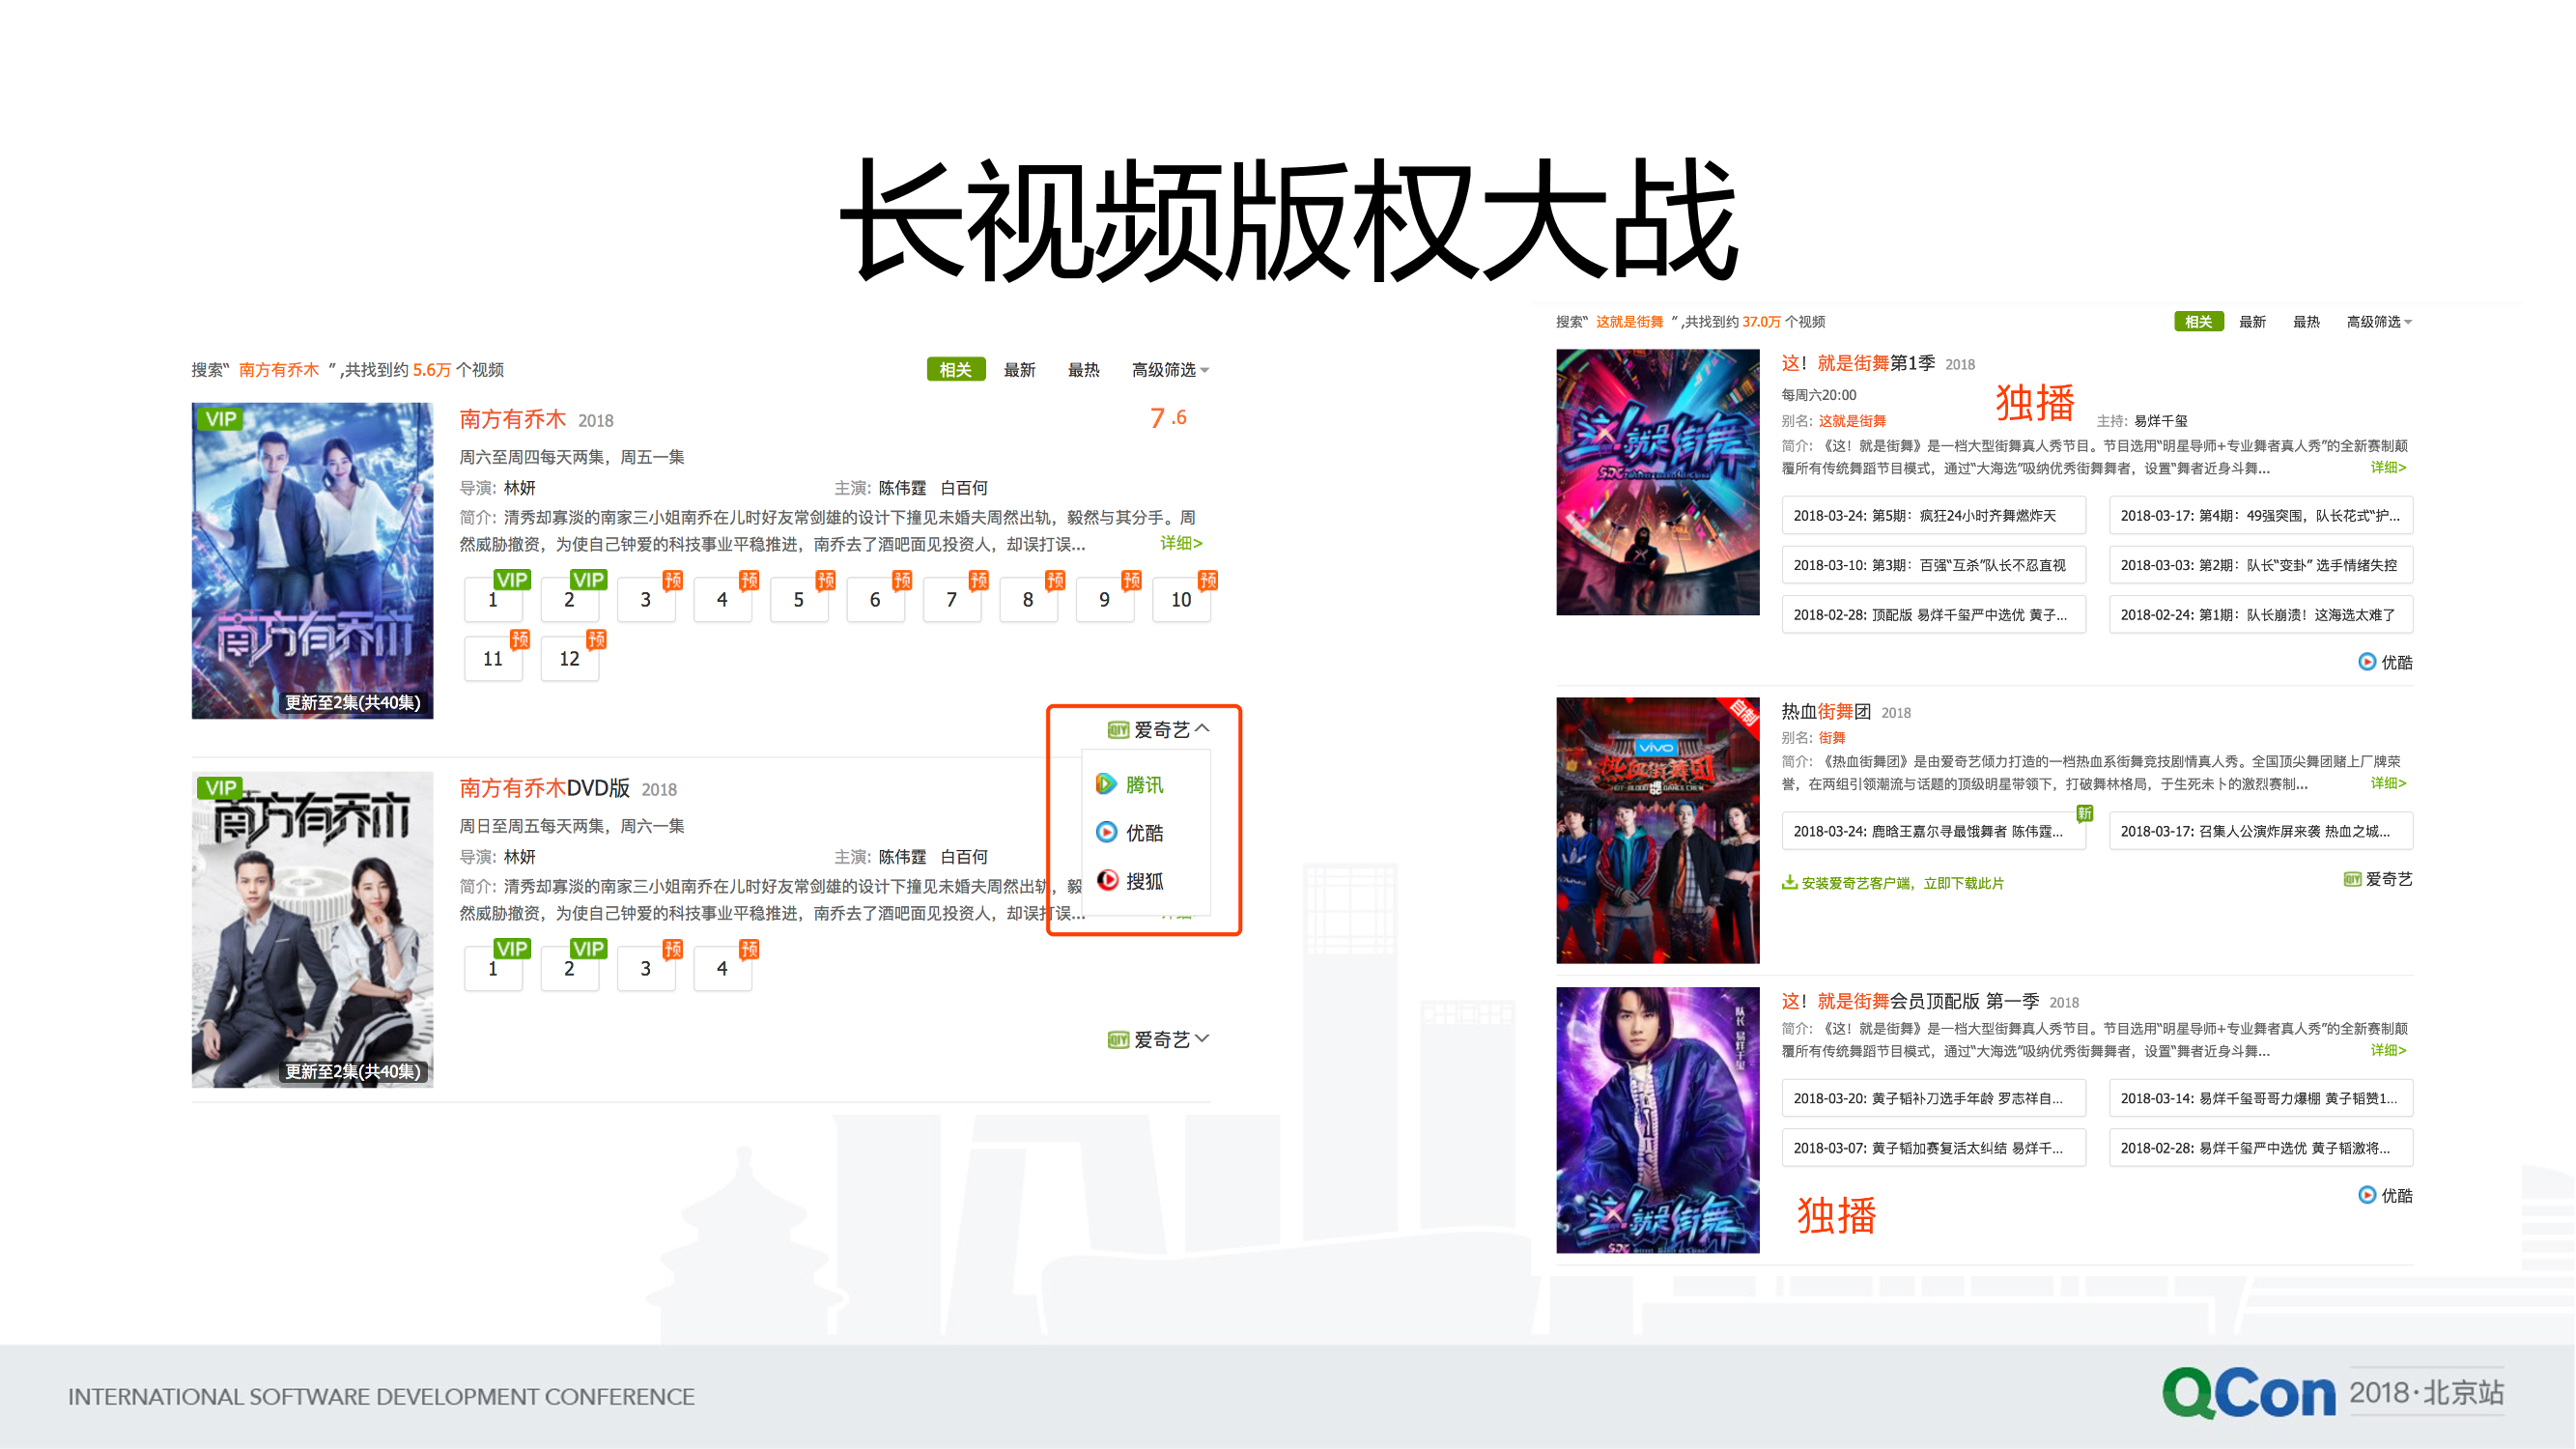 长视频版权大战
搜索“ 南方有乔木 ”,共找到约 5.6万 个视频
相关 最新 最热 高级筛选
VIP
南方有乔木
更新至2集(共40集)
南方有乔木 2018
7.6
周六至周四每天两集，周五一集
导演: 林妍 主演: 陈伟霆 白百何
简介: 清秀却寡淡的南家三小姐南乔在儿时好友常剑雄的设计下撞见未婚夫周然出轨，毅然与其分手。周
然威胁撤资，为使自己钟爱的科技事业平稳推进，南乔去了酒吧面见投资人，却误打误... 详细>
1 VIP 2 VIP 3 预 4 预 5 预 6 预 7 预 8 预 9 预 10 预
11 预 12 预
爱奇艺
腾讯
优酷
搜狐
VIP
南方有乔木
更新至2集(共40集)
南方有乔木DVD版 2018
周日至周五每天两集，周六一集
导演: 林妍 主演: 陈伟霆 白百何
简介: 清秀却寡淡的南家三小姐南乔在儿时好友常剑雄的设计下撞见未婚夫周然出轨，毅
然威胁撤资，为使自己钟爱的科技事业平稳推进，南乔去了酒吧面见投资人，却误打误...
1 VIP 2 VIP 3 预 4 预
爱奇艺
搜索“ 这就是街舞 ”,共找到约 37.0万 个视频
相关 最新 最热 高级筛选
这！就是街舞
这！就是街舞第1季 2018
每周六20:00
独播
别名: 这就是街舞 主持: 易烊千玺
简介: 《这！就是街舞》是一档大型街舞真人秀节目。节目选用“明星导师+专业舞者真人秀”的全新赛制颠
覆所有传统舞蹈节目模式，通过“大海选”吸纳优秀街舞舞者，设置“舞者近身斗舞... 详细>
2018-03-24: 第5期：疯狂24小时齐舞燃炸天 2018-03-17: 第4期：49强突围，队长花式“护...
2018-03-10: 第3期：百强“互杀”队长不忍直视 2018-03-03: 第2期：队长“变卦” 选手情绪失控
2018-02-28: 顶配版 易烊千玺严中选优 黄子... 2018-02-24: 第1期：队长崩溃！这海选太难了
优酷
自制
vivo
热血街舞团
HOT-BLOOD DANCE CREW
热血街舞团 2018
别名: 街舞
简介: 《热血街舞团》是由爱奇艺倾力打造的一档热血系街舞竞技剧情真人秀。全国顶尖舞团赌上厂牌荣
誉，在两组引领潮流与话题的顶级明星带领下，打破舞林格局，于生死未卜的激烈赛制... 详细>
2018-03-24: 鹿晗王嘉尔寻最饿舞者 陈伟霆... 新 2018-03-17: 召集人公演炸屏来袭 热血之城...
安装爱奇艺客户端，立即下载此片 爱奇艺
队长 易烊千玺
这！就是街舞
这！就是街舞会员顶配版 第一季 2018
简介: 《这！就是街舞》是一档大型街舞真人秀节目。节目选用“明星导师+专业舞者真人秀”的全新赛制颠
覆所有传统舞蹈节目模式，通过“大海选”吸纳优秀街舞舞者，设置“舞者近身斗舞... 详细>
2018-03-20: 黄子韬补刀选手年龄 罗志祥自... 2018-03-14: 易烊千玺哥哥力爆棚 黄子韬赞1...
2018-03-07: 黄子韬加赛复活太纠结 易烊千... 2018-02-28: 易烊千玺严中选优 黄子韬激将...
优酷
独播
INTERNATIONAL SOFTWARE DEVELOPMENT CONFERENCE
QCon 2018·北京站